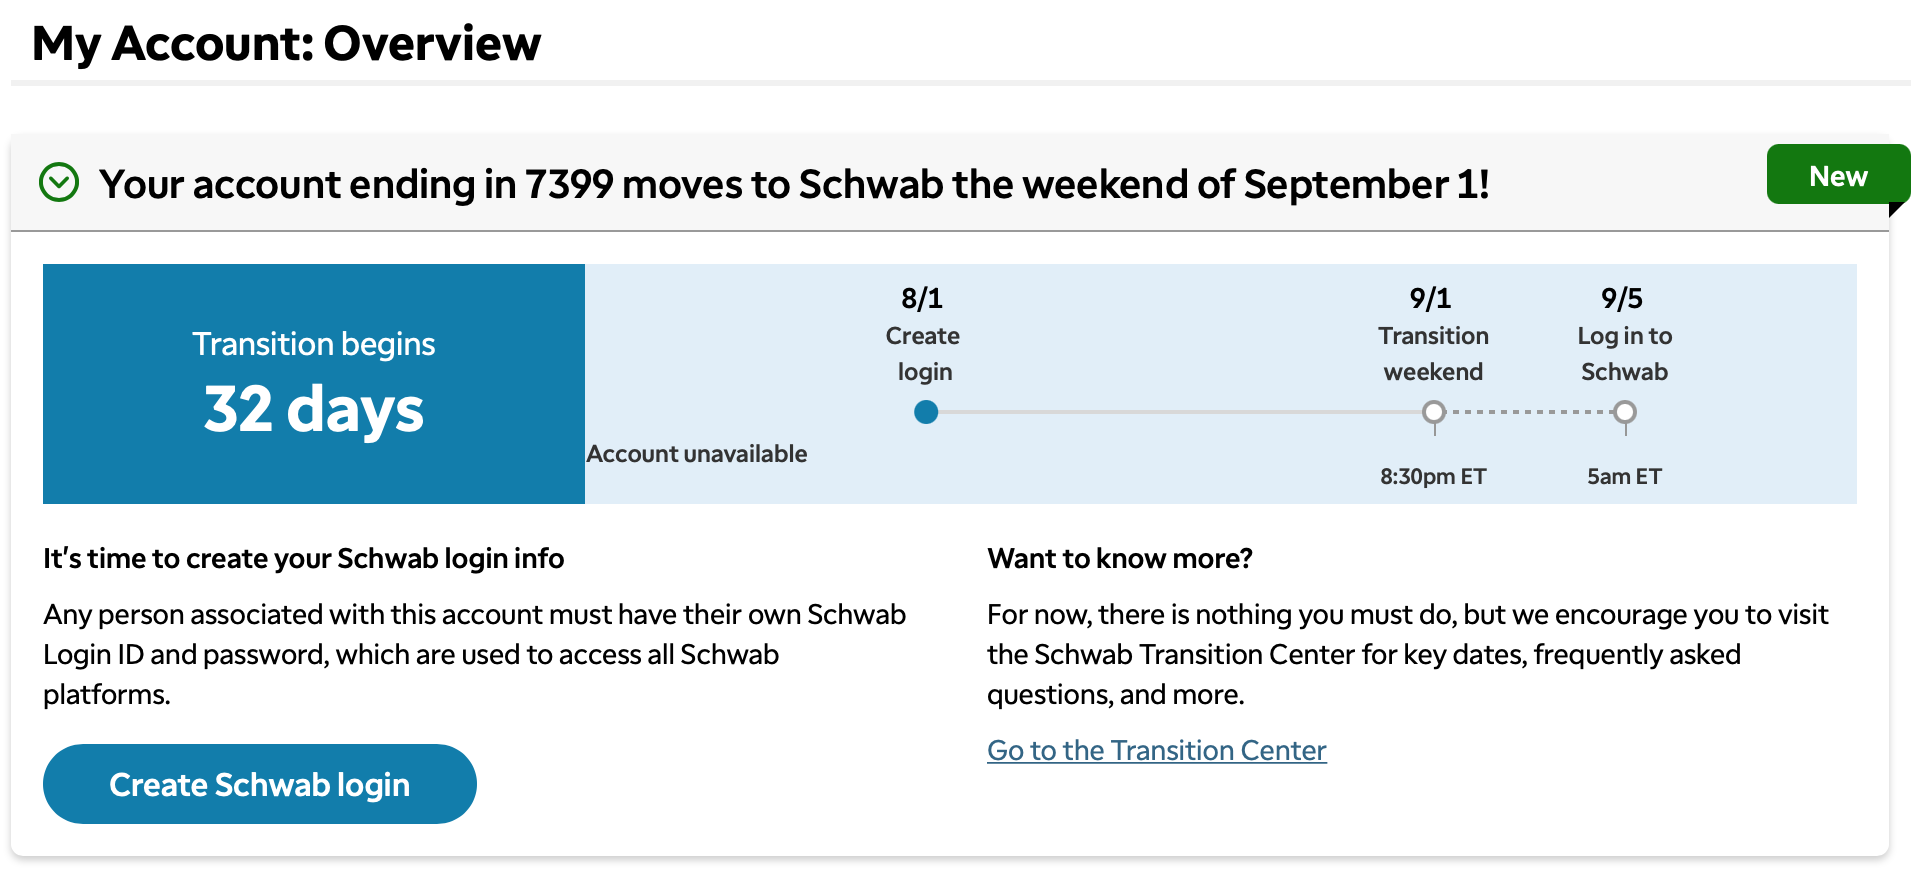 My Account: Overview
Your account ending in 7399 moves to Schwab the weekend of September 1!
New
Transition begins
32 days
8/1
Create
login
9/1
Transition
weekend
9/5
Log in to
Schwab
Account unavailable
8:30pm ET
5am ET
It's time to create your Schwab login info
Any person associated with this account must have their own Schwab
Login ID and password, which are used to access all Schwab
platforms.
Create Schwab login
Want to know more?
For now, there is nothing you must do, but we encourage you to visit
the Schwab Transition Center for key dates, frequently asked
questions, and more.
Go to the Transition Center